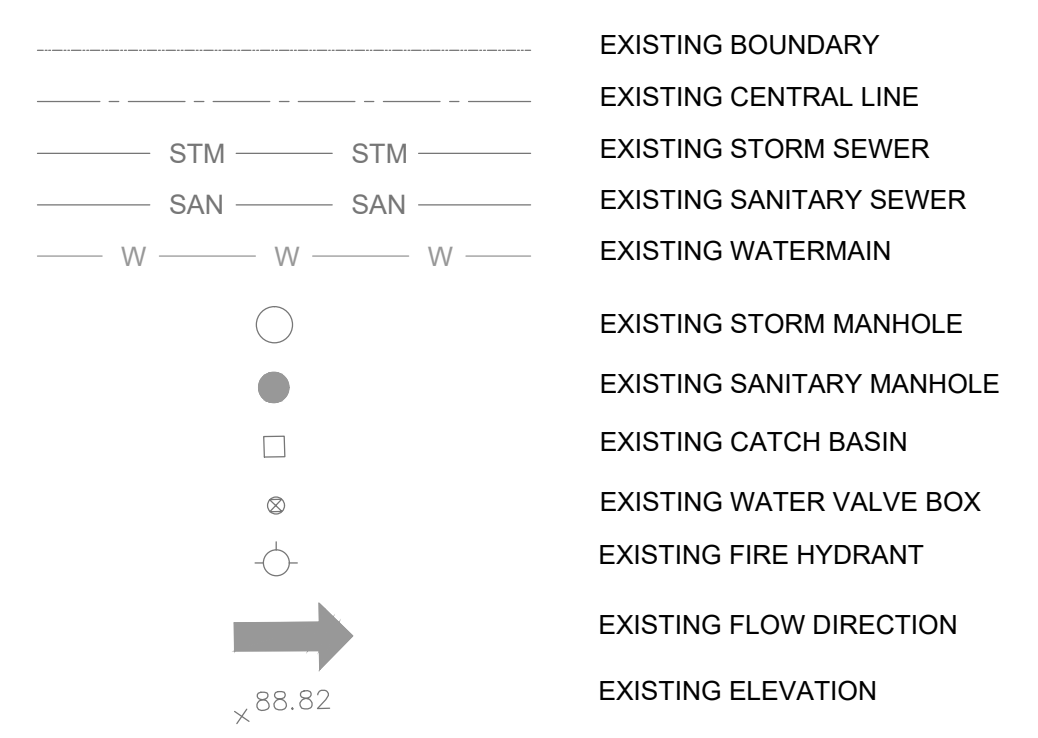 EXISTING BOUNDARY
EXISTING CENTRAL LINE
STM STM EXISTING STORM SEWER
SAN SAN EXISTING SANITARY SEWER
W W W EXISTING WATERMAIN
EXISTING STORM MANHOLE
EXISTING SANITARY MANHOLE
EXISTING CATCH BASIN
EXISTING WATER VALVE BOX
EXISTING FIRE HYDRANT
EXISTING FLOW DIRECTION
×88.82 EXISTING ELEVATION